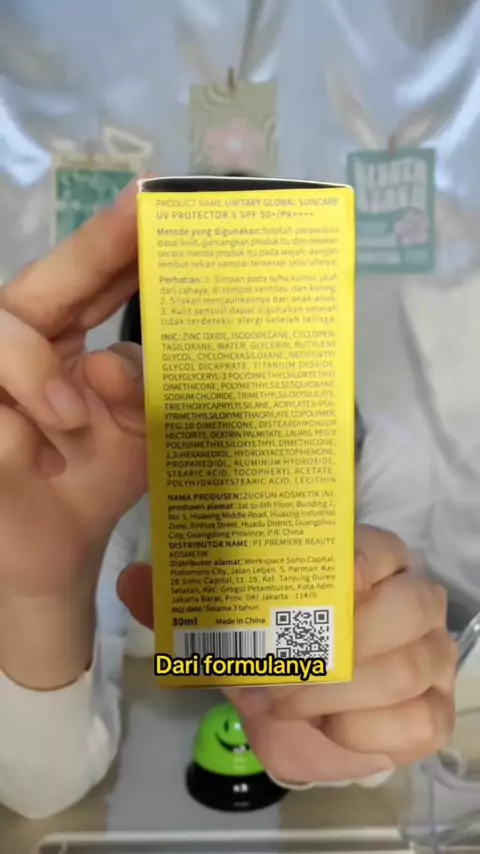 PRODUCT NAME: UNITARY GLOBAL SUNCARE
UV PROTECTOR S SPF 50+/PA++++
Metode yang digunakan: Setelah perawatan
dasar kulit, guncangkan produk itu dan oleskan
secara merata produk itu pada wajah, dengan
lembut tekan sampai terserap seluruhnya.
Perhatian: 1. Simpan pada suhu kamar, jauh
dari cahaya, di tempat ventilasi dan kering;
2. Silakan menjauhkannya dari anak-anak;
3. Kulit sensitif dapat digunakan setelah
tidak terdeteksi alergi setelah telinga;
INIC: ZINC OXIDE, ISODODECANE, CYCLOPEN-
TASILOXANE, WATER, GLYCERIN, BUTYLENE
GLYCOL, CYCLOHEXASILOXANE, NEOPENTYL
GLYCOL DICAPRATE, TITANIUM DIOXIDE,
POLYGLYCERYL-3 POLYDIMETHYLSILOXYETHYL
DIMETHICONE, POLYMETHYLSILSESQUIOXANE,
SODIUM CHLORIDE, TRIMETHYLSILOXYSILICATE,
TRIETHOXYCAPRYLYLSILANE, ACRYLATES/POL-
YTRIMETHYLSILOXYMETHACRYLATE COPOLYMER,
PEG-10 DIMETHICONE, DISTEARDIMONIUM
HECTORITE, DEXTRIN PALMITATE, LAURYL PEG-9
POLYDIMETHYLSILOXYETHYL DIMETHICONE,
1,2-HEXANEDIOL, HYDROXYACETOPHENONE,
PROPANEDIOL, ALUMINUM HYDROXIDE,
STEARIC ACID, TOCOPHERYL ACETATE,
POLYHYDROXYSTEARIC ACID, LECITHIN
NAMA PRODUSEN: ZUOFUN KOSMETIK INC
produsen alamat: 1st to 6th Floor, Building 2,
No. 1, Huaxing Middle Road, Huaxing Industrial
Zone, Xinhua Street, Huadu District, Guangzhou
City, Guangdong Province, P.R. China
DISTRIBUTOR NAME: PT PREMIERE BEAUTE
KOSMETIK
Distributor alamat: Werkspace Soho Capital,
Podomoro City, Jalan Letjen. S. Parman Kav
28 Soho Capital, Lt. 19, Kel. Tanjung Duren
Selatan, Kec. Grogol Petamburan, Kota Adm.
Jakarta Barat, Prov. DKI Jakarta 11470
exp date: Selama 3 tahun
30ml Made in China
Dari formulanya